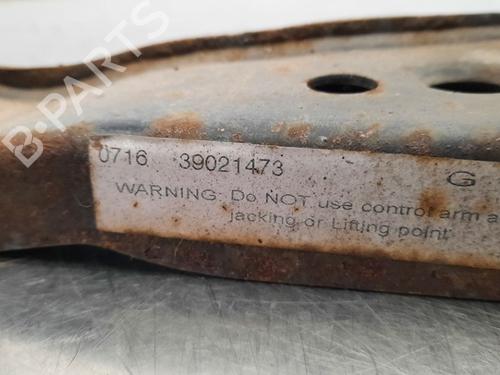 B-PARTS
0716 39021473 G
WARNING: Do NOT use control arm a
jacking or Lifting point